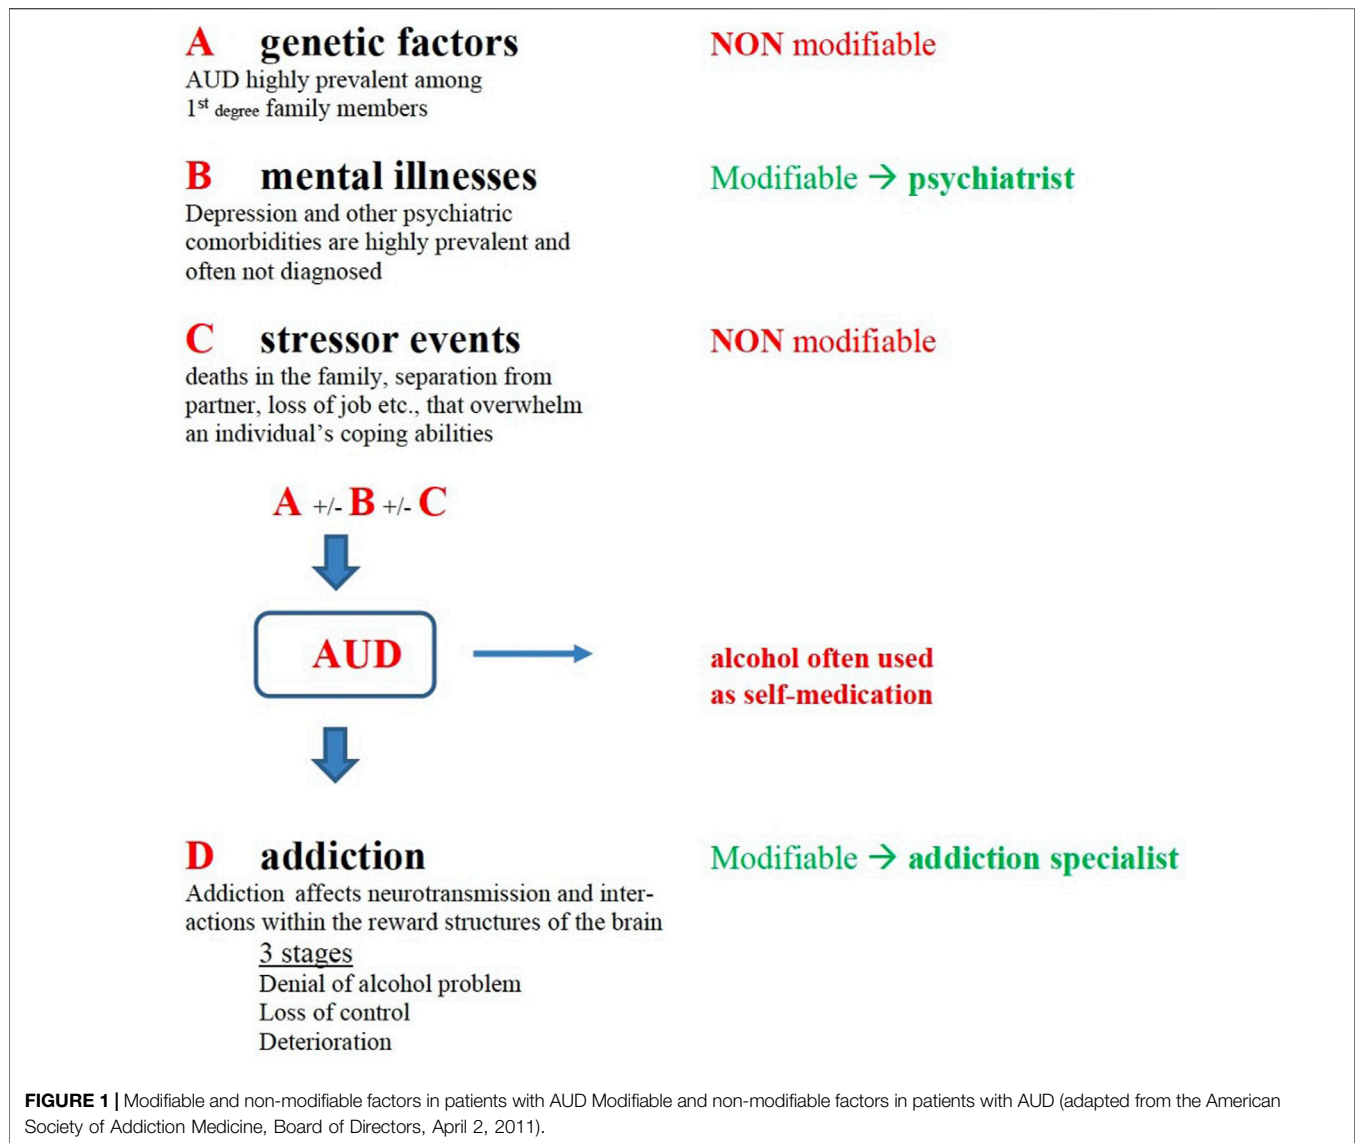 A genetic factors NON modifiable
AUD highly prevalent among
1st degree family members
B mental illnesses Modifiable → psychiatrist
Depression and other psychiatric
comorbidities are highly prevalent and
often not diagnosed
C stressor events NON modifiable
deaths in the family, separation from
partner, loss of job etc., that overwhelm
an individual's coping abilities
A +/- B +/- C
AUD
alcohol often used
as self-medication
D addiction Modifiable → addiction specialist
Addiction affects neurotransmission and inter-
actions within the reward structures of the brain
3 stages
Denial of alcohol problem
Loss of control
Deterioration
FIGURE 1 | Modifiable and non-modifiable factors in patients with AUD Modifiable and non-modifiable factors in patients with AUD (adapted from the American
Society of Addiction Medicine, Board of Directors, April 2, 2011).